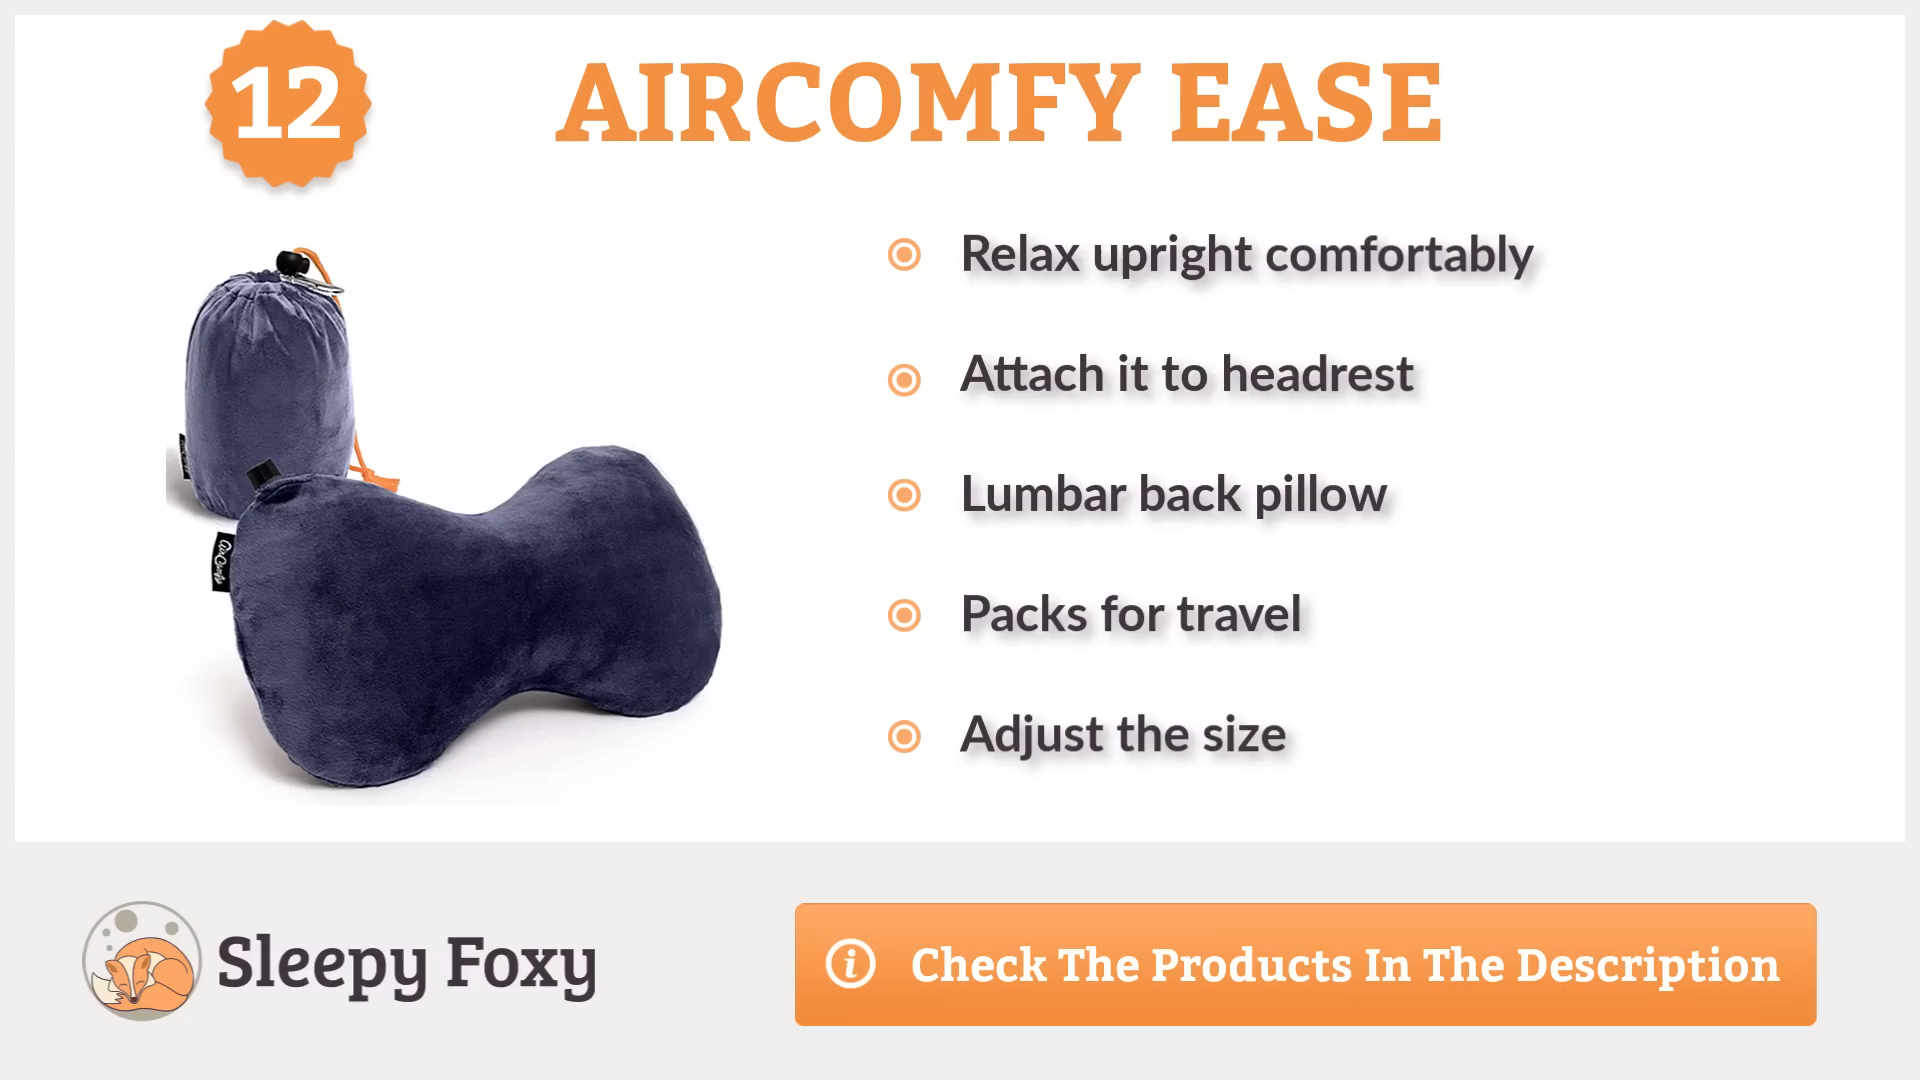 12
AIRCOMFY EASE
Relax upright comfortably
Attach it to headrest
Lumbar back pillow
Packs for travel
Adjust the size
AirComfy
Sleepy Foxy
Check The Products In The Description